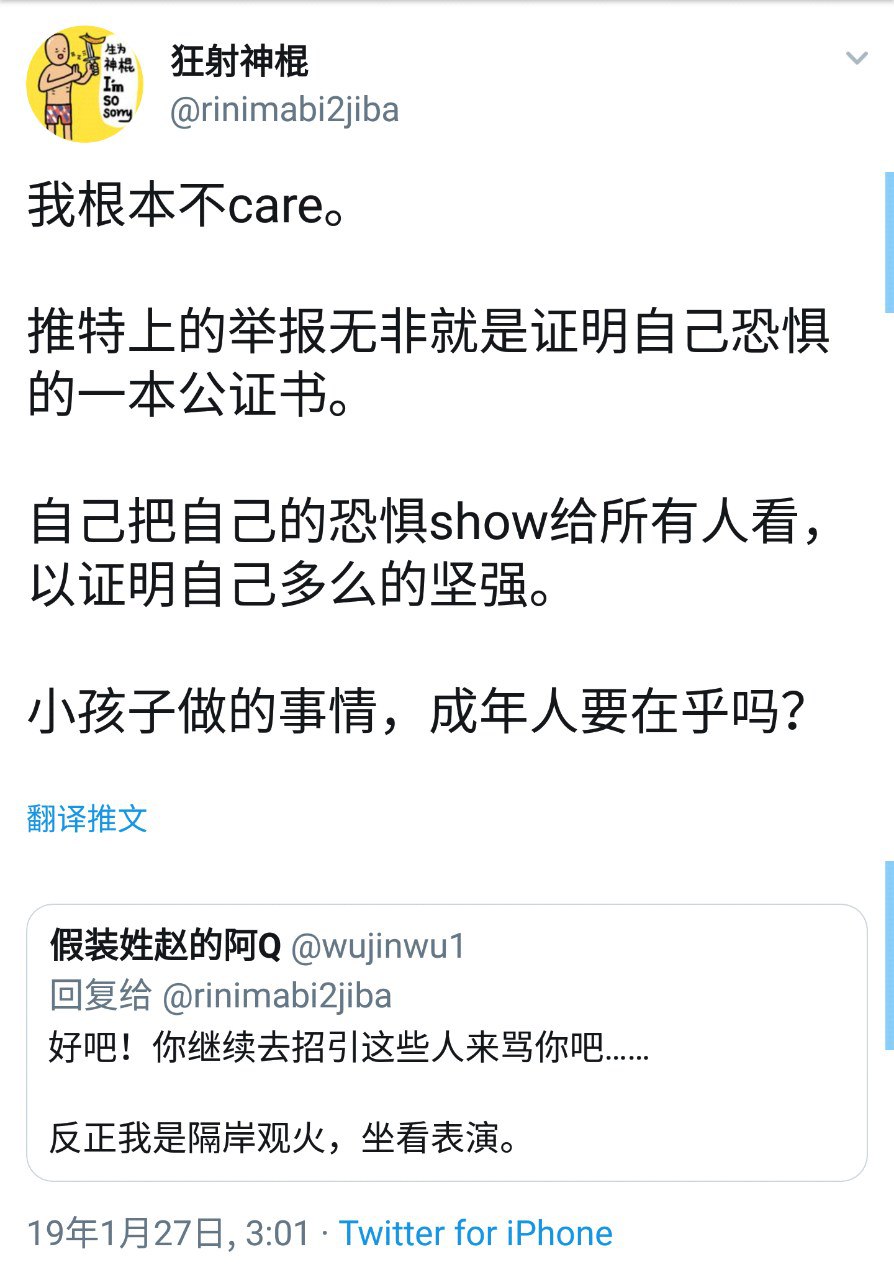 生为
神棍
I'm
so
sorry
狂射神棍
@rinimabi2jiba
我根本不care。
推特上的举报无非就是证明自己恐惧
的一本公证书。
自己把自己的恐惧show给所有人看，
以证明自己多么的坚强。
小孩子做的事情，成年人要在乎吗？
翻译推文
假装姓赵的阿Q @wujinwu1
回复给 @rinimabi2jiba
好吧！你继续去招引这些人来骂你吧……
反正我是隔岸观火，坐看表演。
19年1月27日, 3:01 · Twitter for iPhone